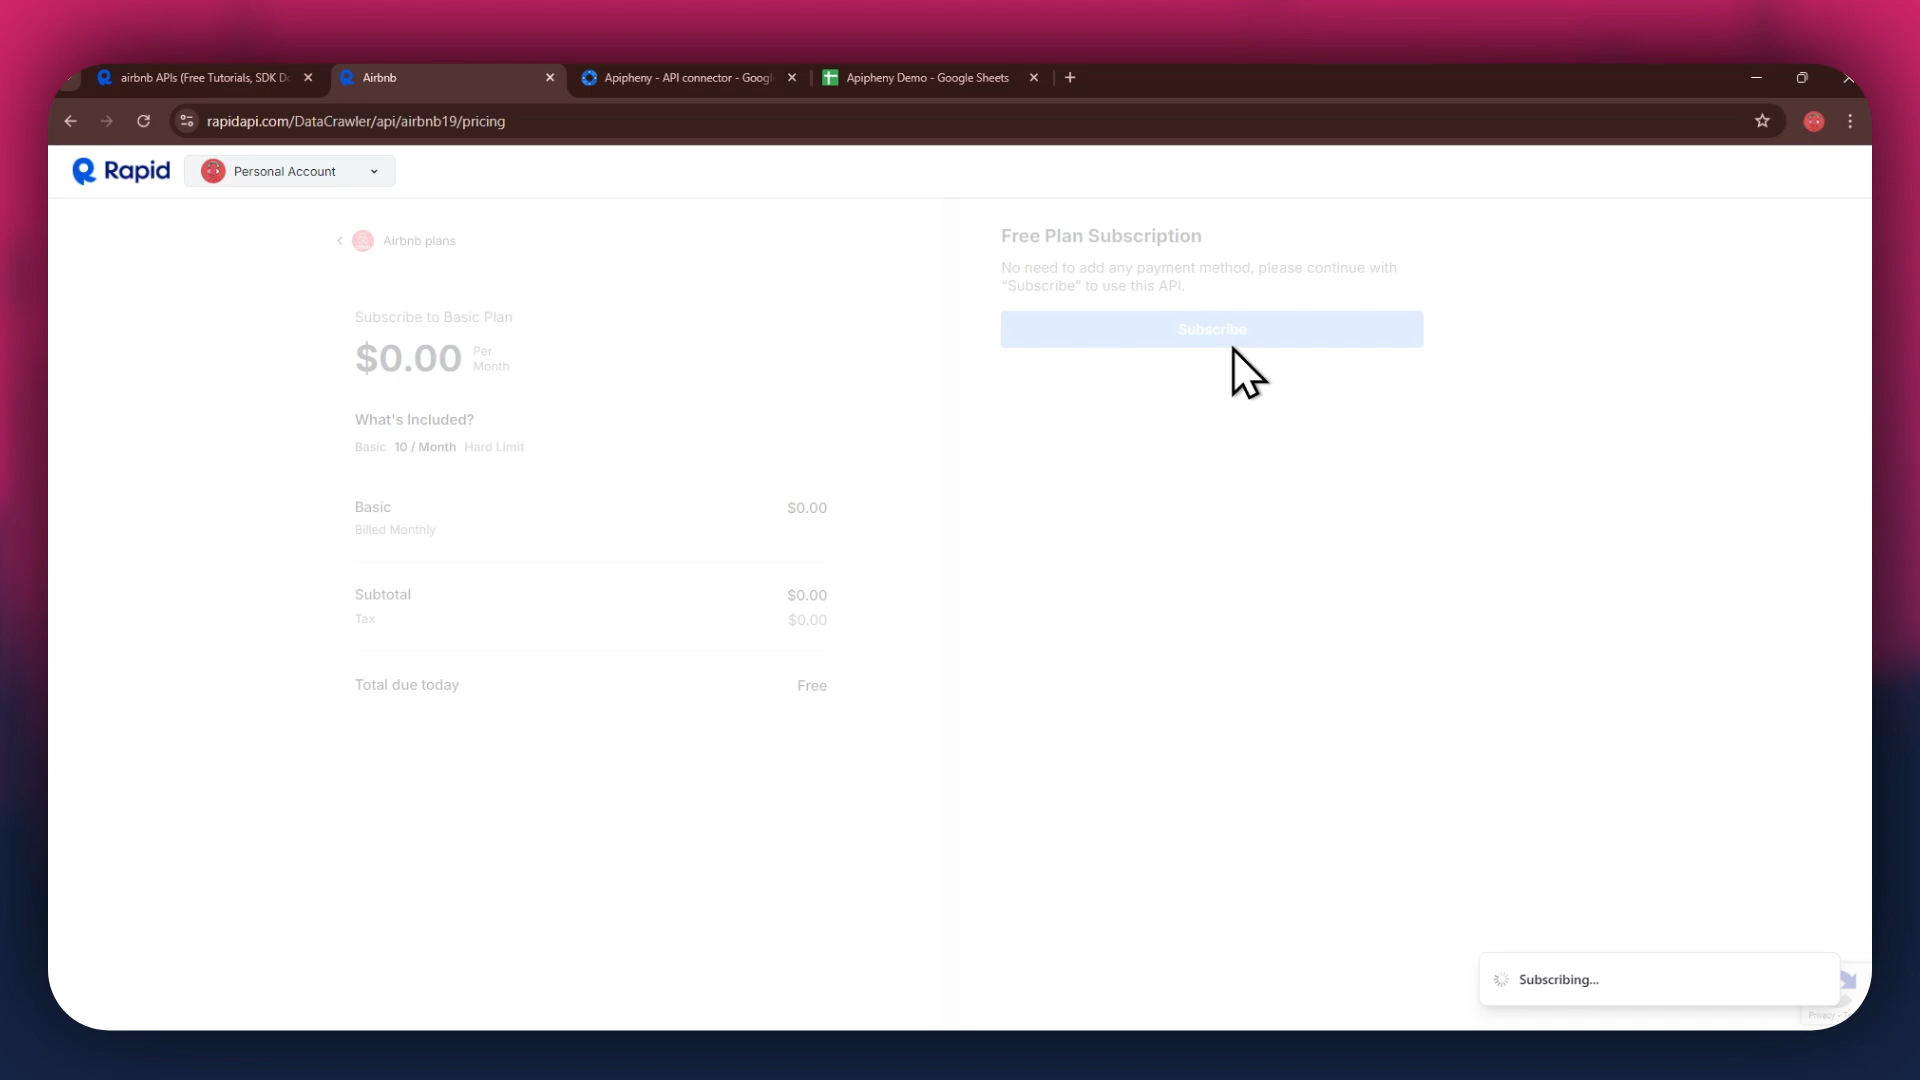 airbnb APIs (Free Tutorials, SDK D
Airbnb
Apipheny - API connector - Googl
Apipheny Demo - Google Sheets
rapidapi.com/DataCrawler/api/airbnb19/pricing
Rapid
Personal Account
Airbnb plans
Subscribe to Basic Plan
$0.00 Per Month
What's Included?
Basic 10 / Month Hard Limit
Basic $0.00
Billed Monthly
Subtotal $0.00
Tax $0.00
Total due today Free
Free Plan Subscription
No need to add any payment method, please continue with
"Subscribe" to use this API.
Subscribe
Subscribing...
Privacy -